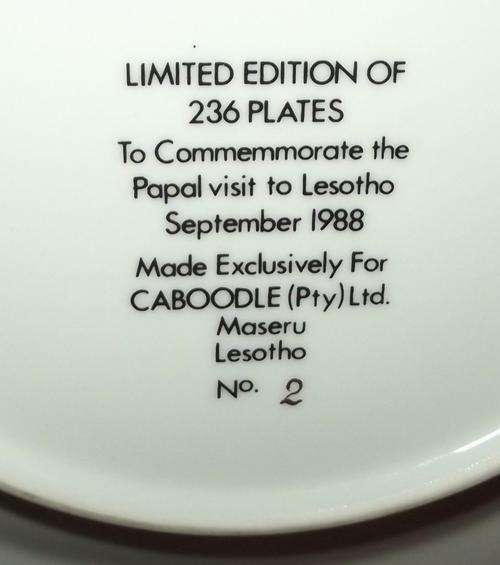 LIMITED EDITION OF
236 PLATES
To Commemmorate the
Papal visit to Lesotho
September 1988
Made Exclusively For
CABOODLE (Pty) Ltd.
Maseru
Lesotho
No. 2